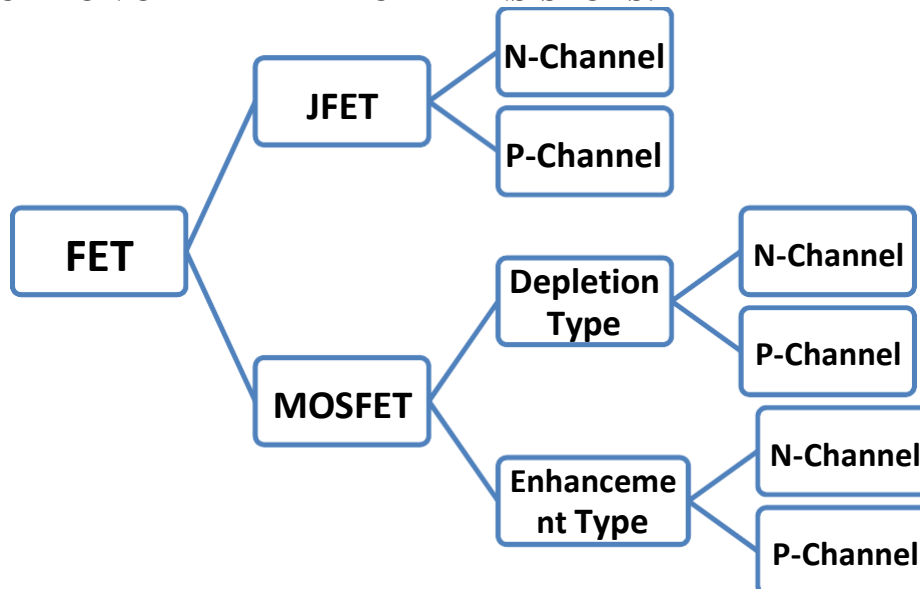 N-Channel
JFET
P-Channel
FET
N-Channel
Depletion
Type
P-Channel
MOSFET
N-Channel
Enhanceme
nt Type
P-Channel